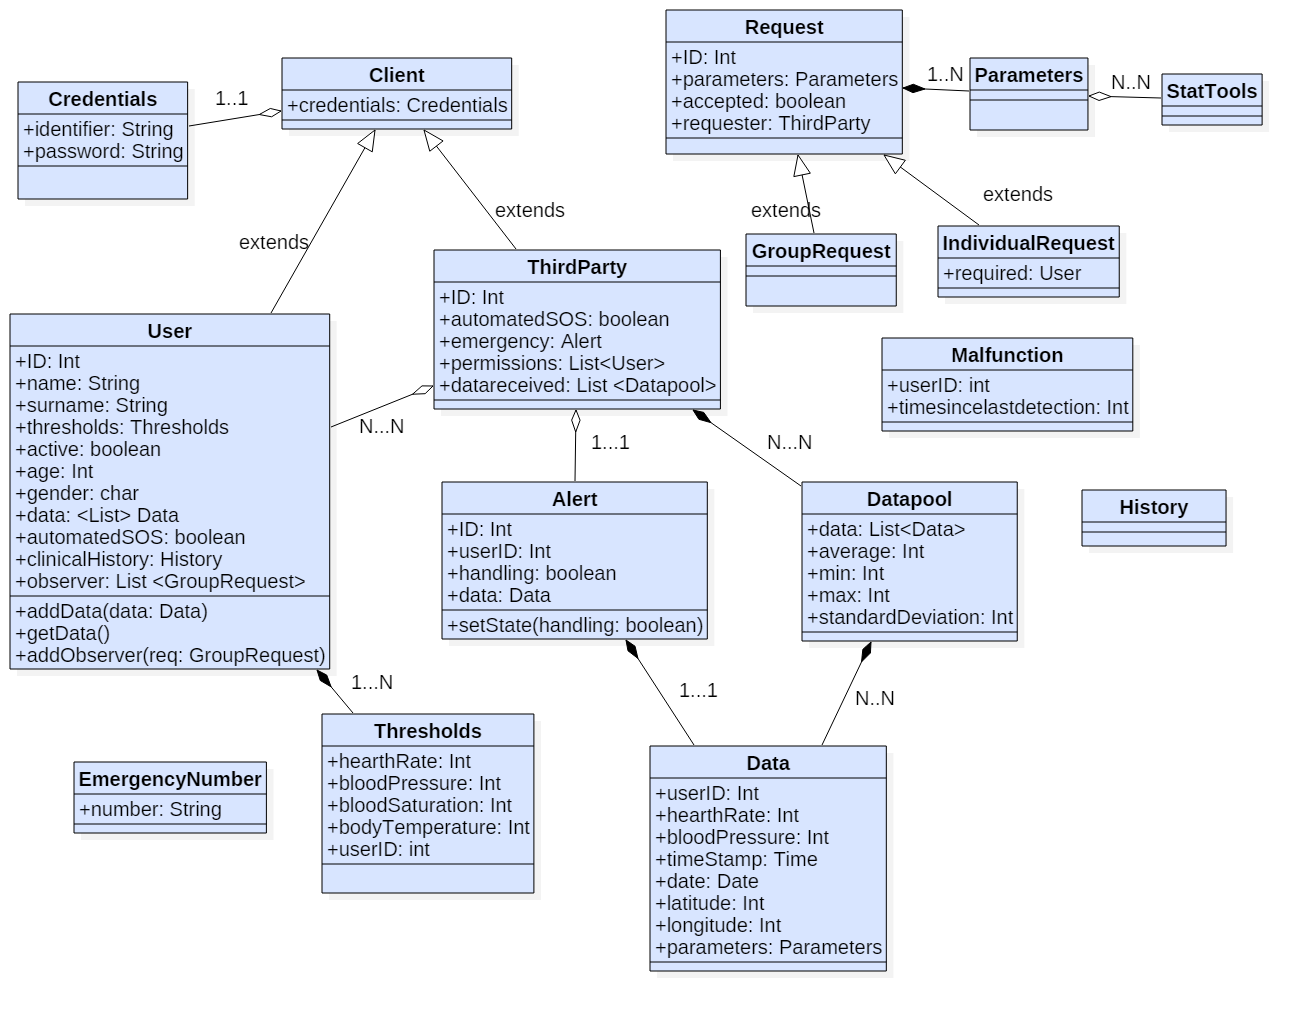 Request
+ID: Int
+parameters: Parameters
+accepted: boolean
+requester: ThirdParty
1..N
Parameters
N..N
StatTools
Client
+credentials: Credentials
1..1
Credentials
+identifier: String
+password: String
extends
extends
extends
extends
GroupRequest
IndividualRequest
+required: User
ThirdParty
+ID: Int
+automatedSOS: boolean
+emergency: Alert
+permissions: List<User>
+datareceived: List <Datapool>
User
+ID: Int
+name: String
+surname: String
+thresholds: Thresholds
+active: boolean
+age: Int
+gender: char
+data: <List> Data
+automatedSOS: boolean
+clinicalHistory: History
+observer: List <GroupRequest>
+addData(data: Data)
+getData()
+addObserver(req: GroupRequest)
N...N
1...1
N...N
Malfunction
+userID: int
+timesincelastdetection: Int
Alert
+ID: Int
+userID: Int
+handling: boolean
+data: Data
+setState(handling: boolean)
Datapool
+data: List<Data>
+average: Int
+min: Int
+max: Int
+standardDeviation: Int
History
1...N
1...1
N..N
Thresholds
+hearthRate: Int
+bloodPressure: Int
+bloodSaturation: Int
+bodyTemperature: Int
+userID: int
EmergencyNumber
+number: String
Data
+userID: Int
+hearthRate: Int
+bloodPressure: Int
+timeStamp: Time
+date: Date
+latitude: Int
+longitude: Int
+parameters: Parameters